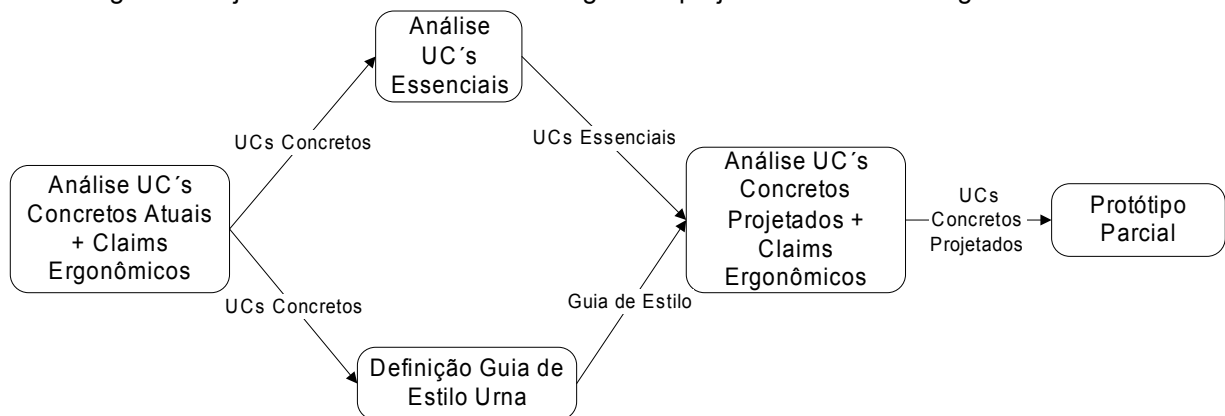 Análise
UC´s
Essenciais
UCs Concretos
UCs Essenciais
Análise UC´s
Concretos Atuais
+ Claims
Ergonômicos
Análise UC´s
Concretos
Projetados +
Claims
Ergonômicos
UCs
Concretos
Projetados
Protótipo
Parcial
UCs Concretos
Guia de Estilo
Definição Guia de
Estilo Urna